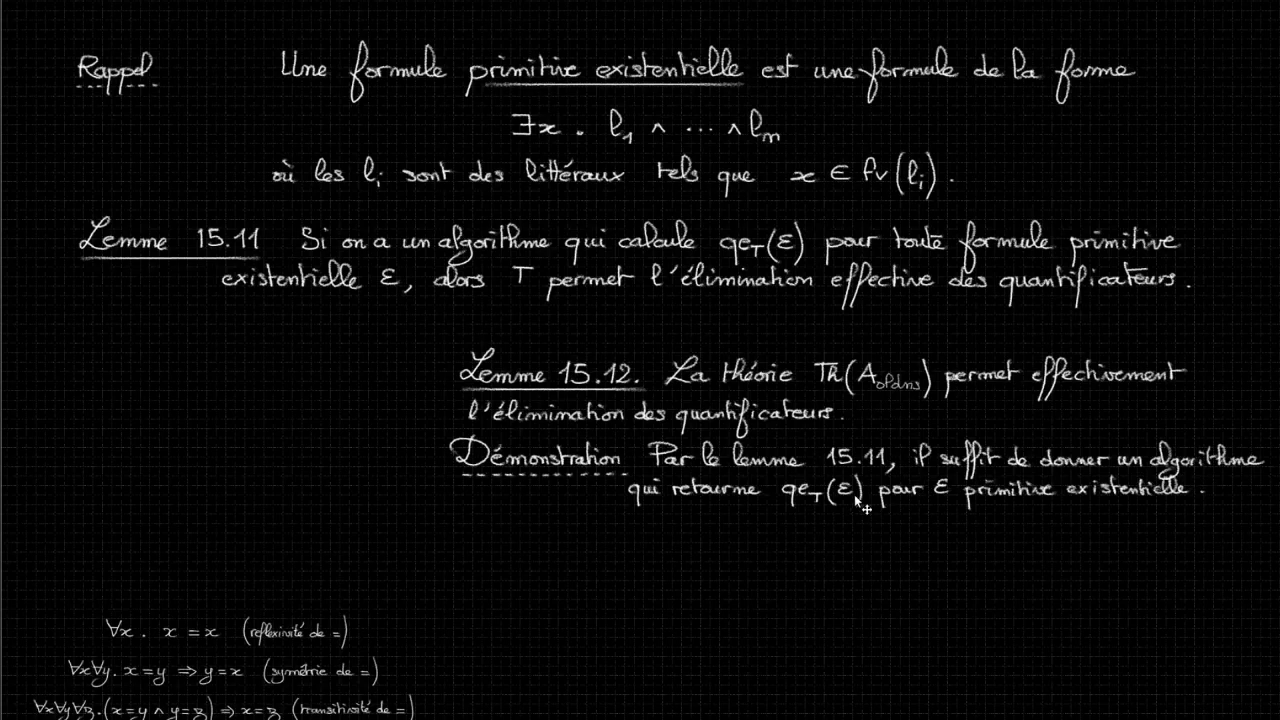 Rappel Une formule primitive existentielle est une formule de la forme
∃x . l₁ ∧ ... ∧ lₘ
où les lᵢ sont des littéraux tels que x ∈ fv(lᵢ).
Lemme 15.11 Si on a un algorithme qui calcule qe_T(ε) pour toute formule primitive
existentielle ε, alors T permet l'élimination effective des quantificateurs.
Lemme 15.12. La théorie Th(A_oldns) permet effectivement
l'élimination des quantificateurs.
Démonstration Par le lemme 15.11, il suffit de donner un algorithme
qui retourne qe_T(ε) pour ε primitive existentielle.
∀x . x = x (reflexivité de =)
∀x∀y. x=y ⇒ y=x (symétrie de =)
∀x∀y∀z.(x=y ∧ y=z) ⇒ x=z (transitivité de =)